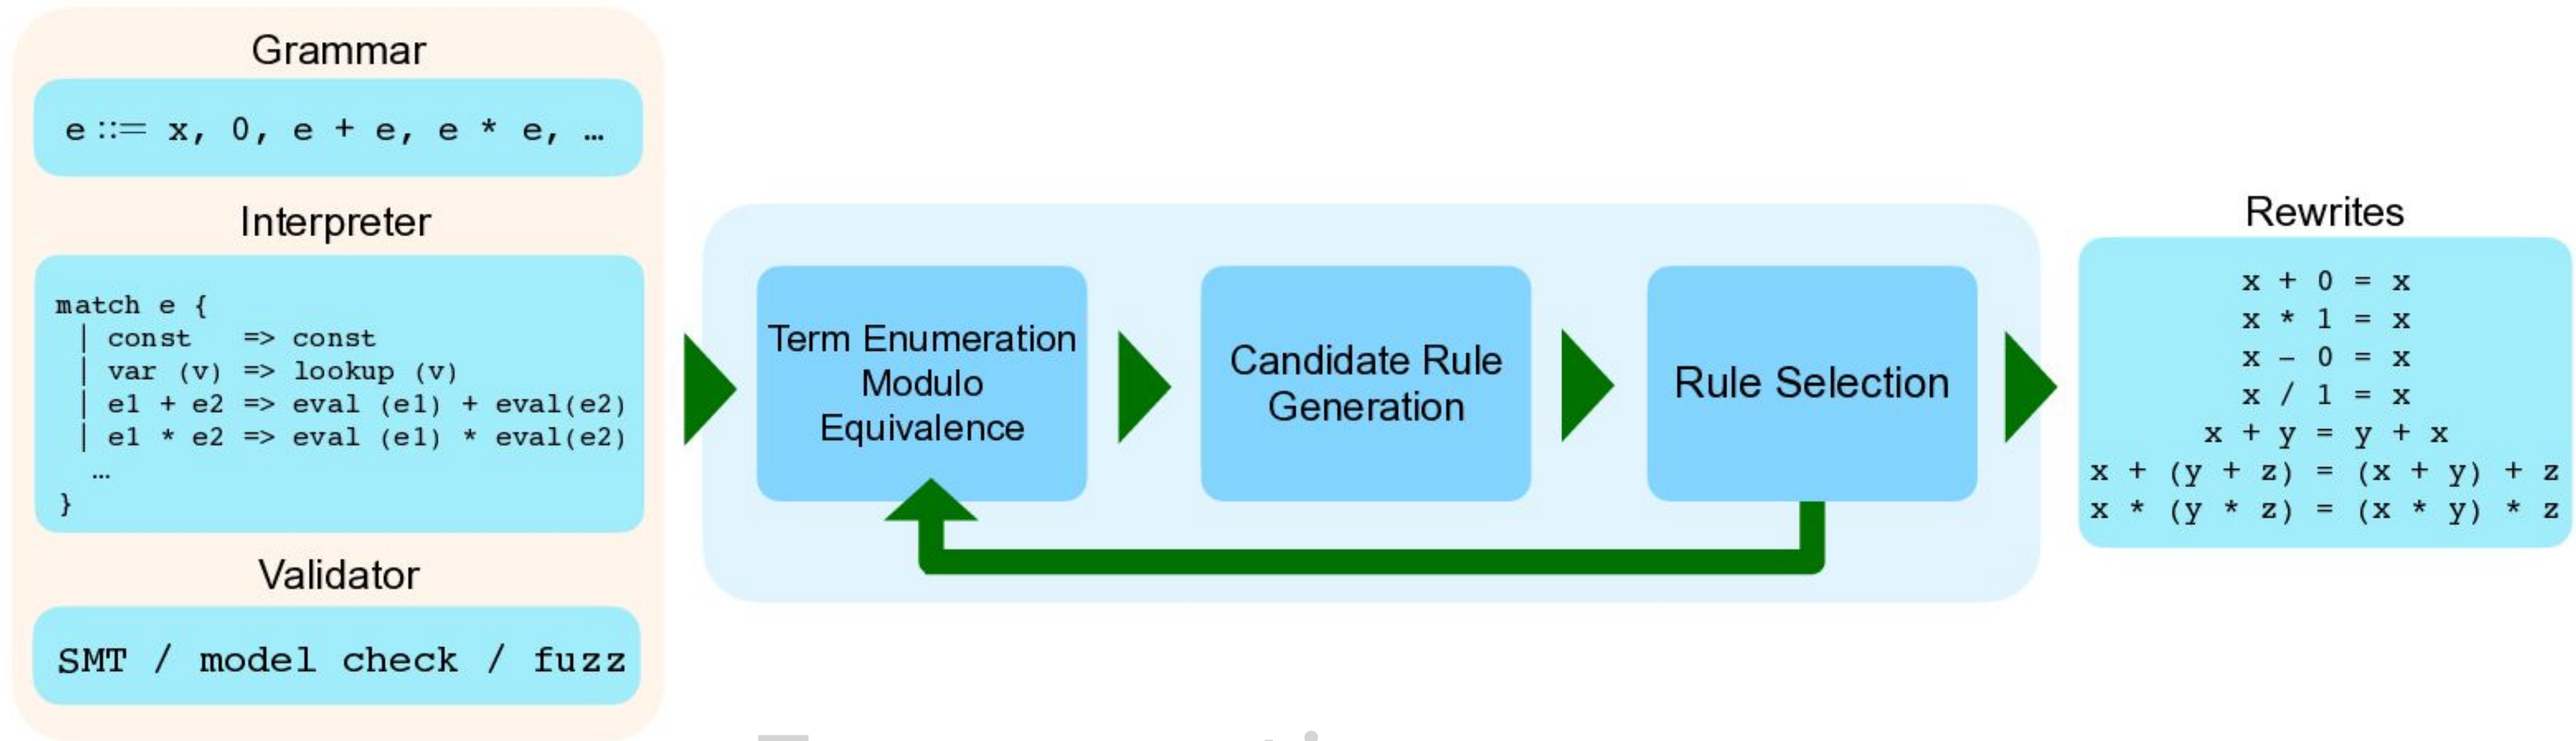 Grammar
e ::= x, 0, e + e, e * e, …
Interpreter
match e {
| const => const
| var (v) => lookup (v)
| e1 + e2 => eval (e1) + eval(e2)
| e1 * e2 => eval (e1) * eval(e2)
…
}
Validator
SMT / model check / fuzz
Term Enumeration
Modulo
Equivalence
Candidate Rule
Generation
Rule Selection
Rewrites
x + 0 = x
x * 1 = x
x – 0 = x
x / 1 = x
x + y = y + x
x + (y + z) = (x + y) + z
x * (y * z) = (x * y) * z